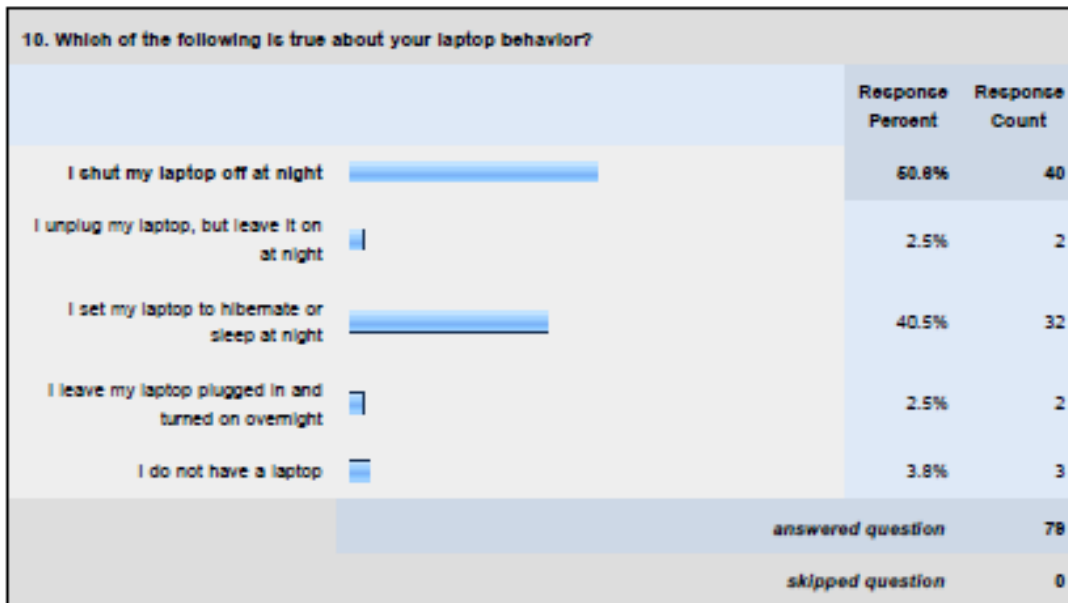 10. Which of the following is true about your laptop behavior?
Response Percent
Response Count
I shut my laptop off at night 50.6% 40
I unplug my laptop, but leave it on
at night 2.5% 2
I set my laptop to hibernate or
sleep at night 40.5% 32
I leave my laptop plugged in and
turned on overnight 2.5% 2
I do not have a laptop 3.8% 3
answered question 79
skipped question 0